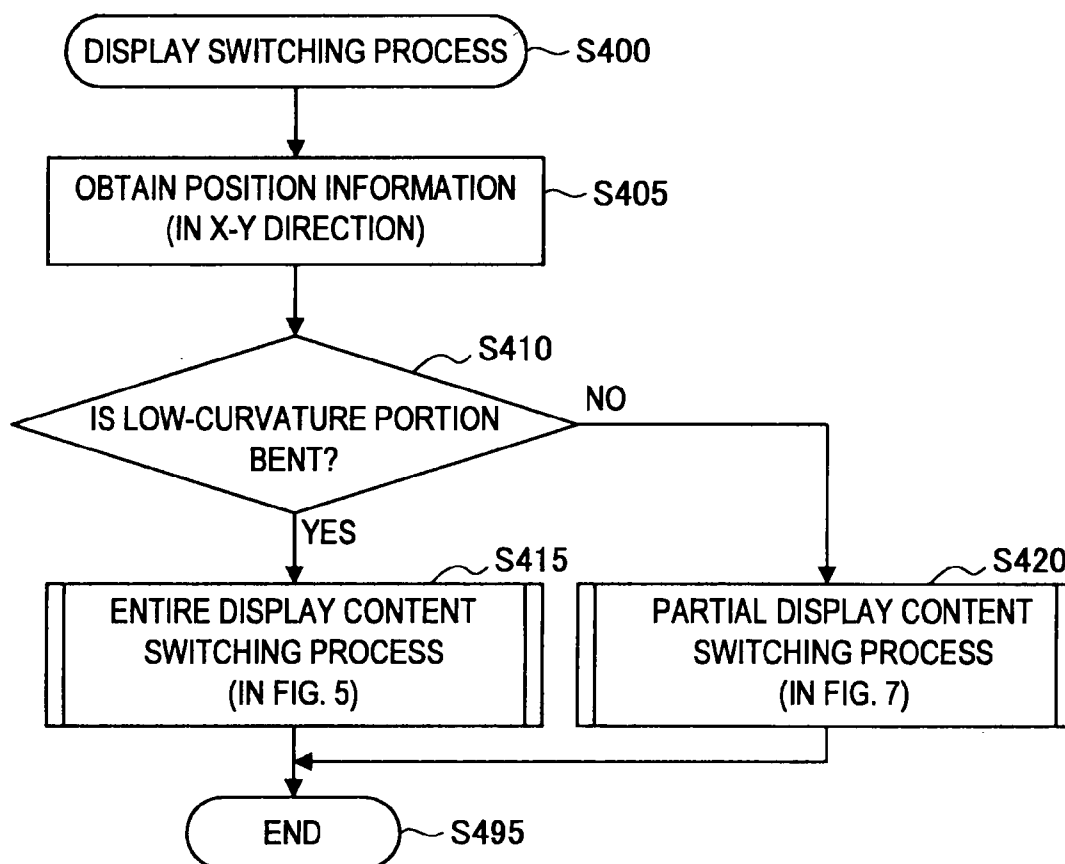 DISPLAY SWITCHING PROCESS
S400
OBTAIN POSITION INFORMATION
(IN X-Y DIRECTION)
S405
S410
IS LOW-CURVATURE PORTION
BENT?
NO
YES
S415
ENTIRE DISPLAY CONTENT
SWITCHING PROCESS
(IN FIG. 5)
S420
PARTIAL DISPLAY CONTENT
SWITCHING PROCESS
(IN FIG. 7)
END
S495